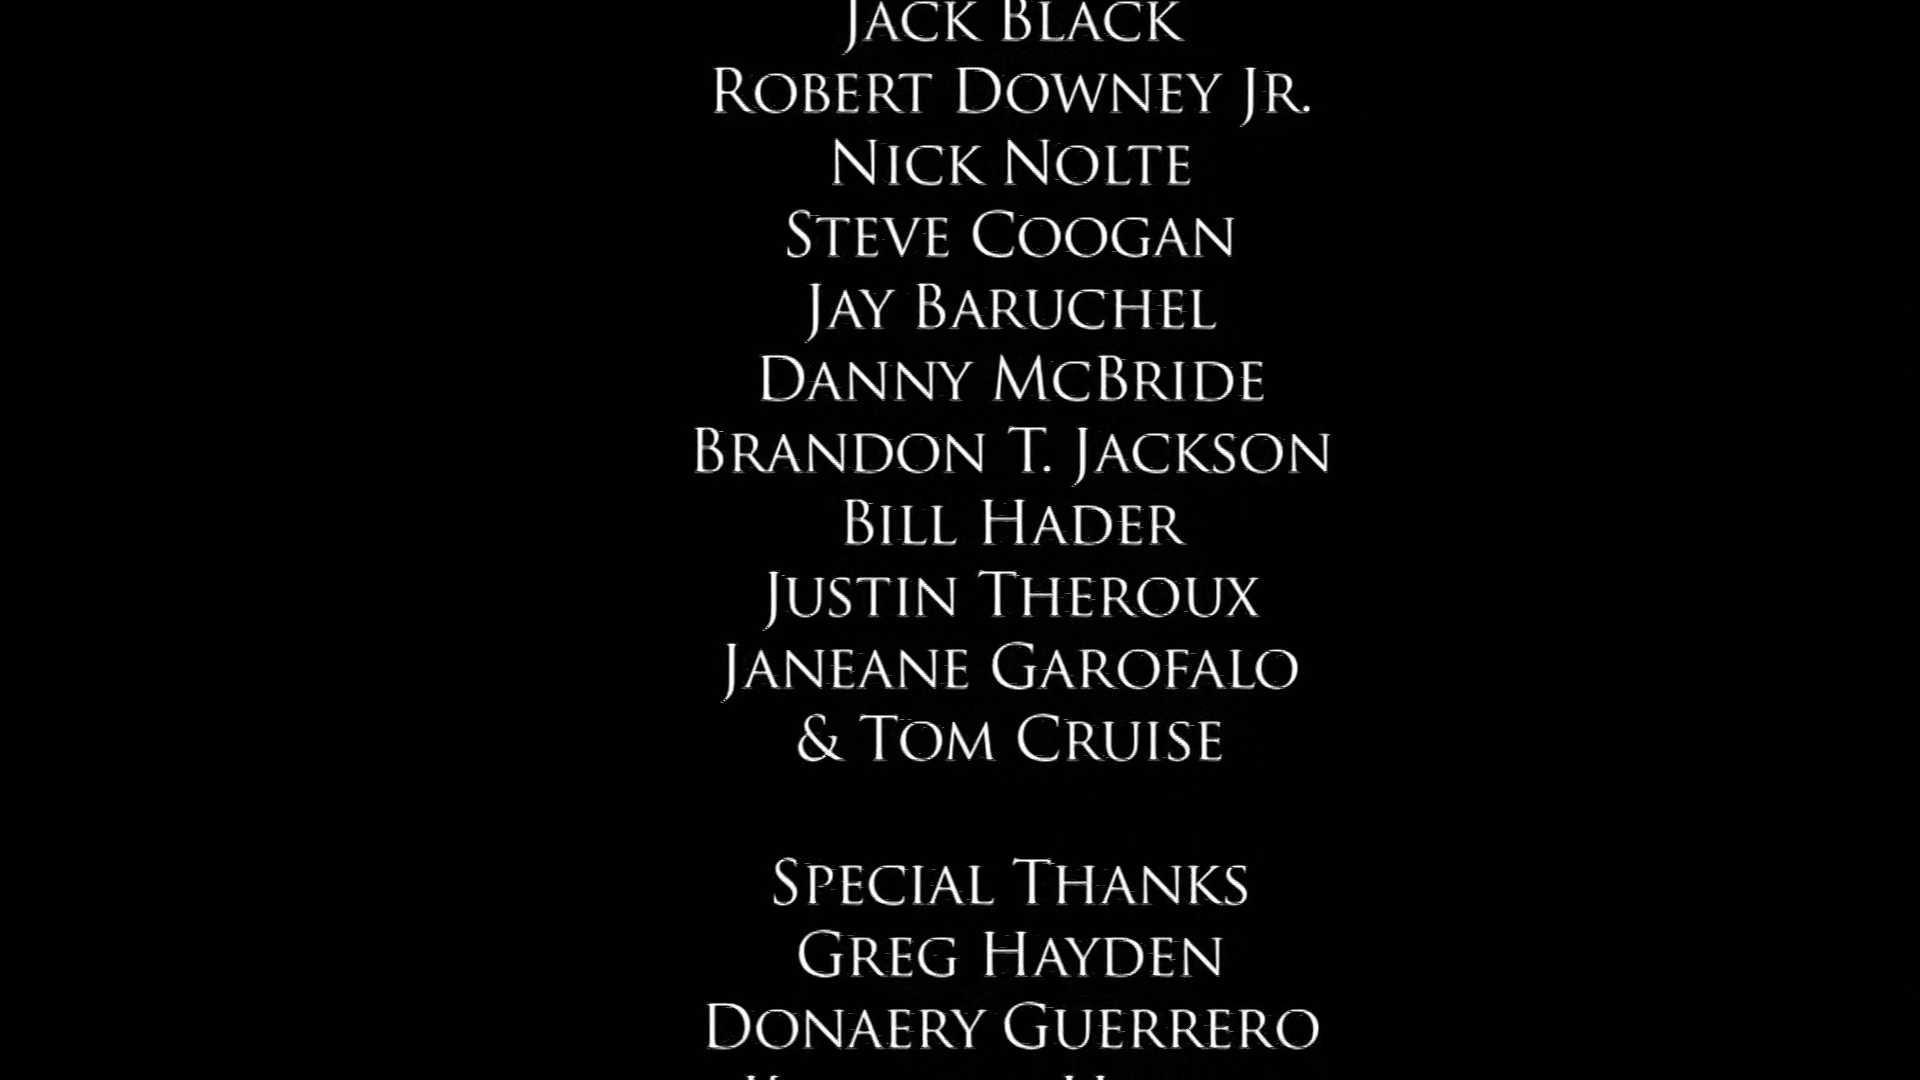 Jack Black
Robert Downey Jr.
Nick Nolte
Steve Coogan
Jay Baruchel
Danny McBride
Brandon T. Jackson
Bill Hader
Justin Theroux
Janeane Garofalo
& Tom Cruise
Special Thanks
Greg Hayden
Donaery Guerrero